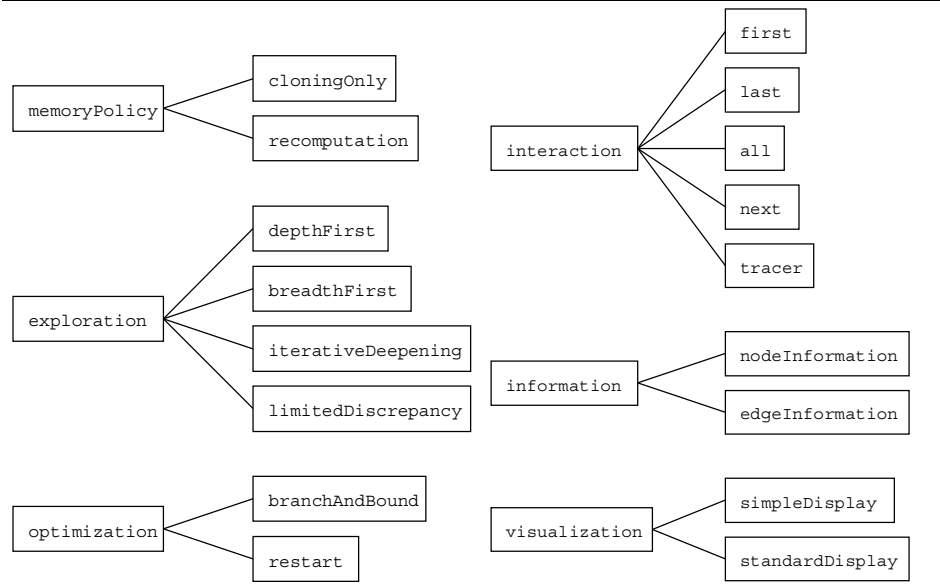 memoryPolicy
cloningOnly
recomputation
exploration
depthFirst
breadthFirst
iterativeDeepening
limitedDiscrepancy
optimization
branchAndBound
restart
interaction
first
last
all
next
tracer
information
nodeInformation
edgeInformation
visualization
simpleDisplay
standardDisplay